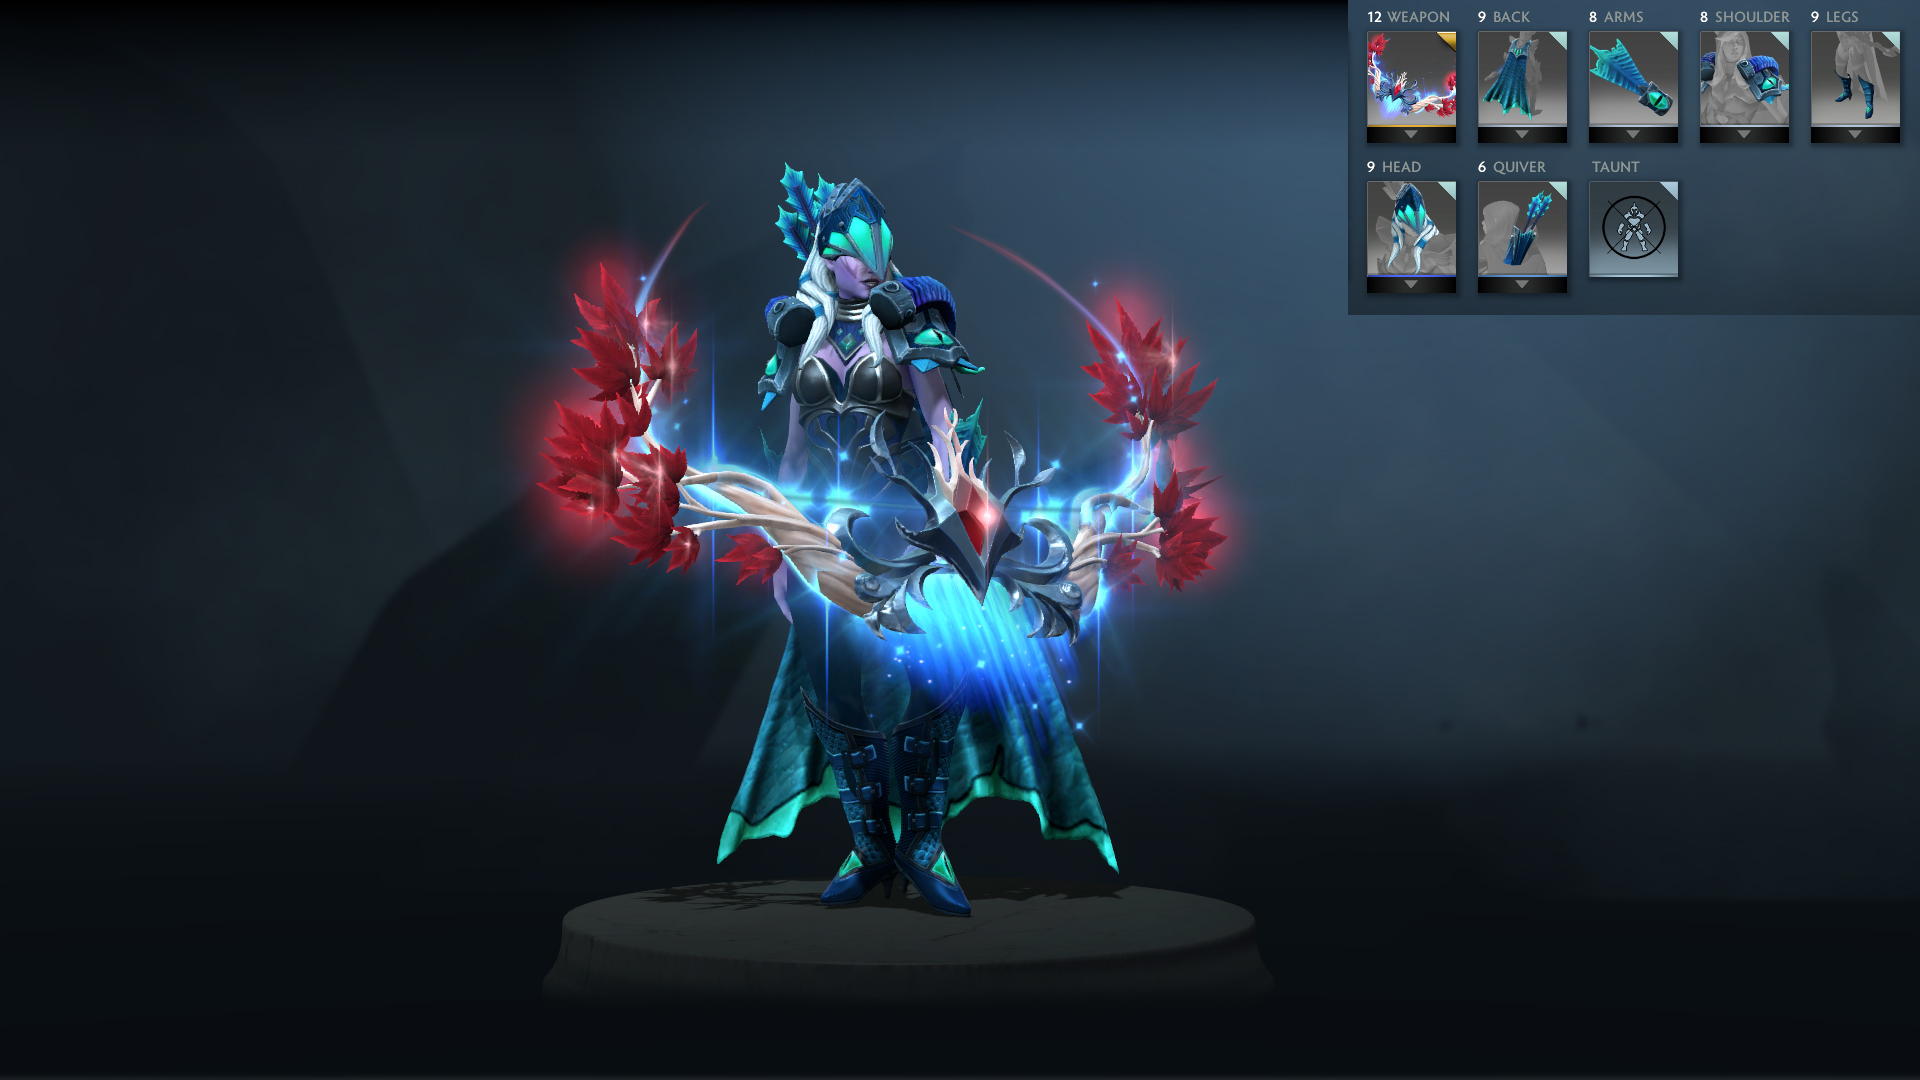 12 WEAPON 9 BACK 8 ARMS 8 SHOULDER 9 LEGS
9 HEAD 6 QUIVER TAUNT